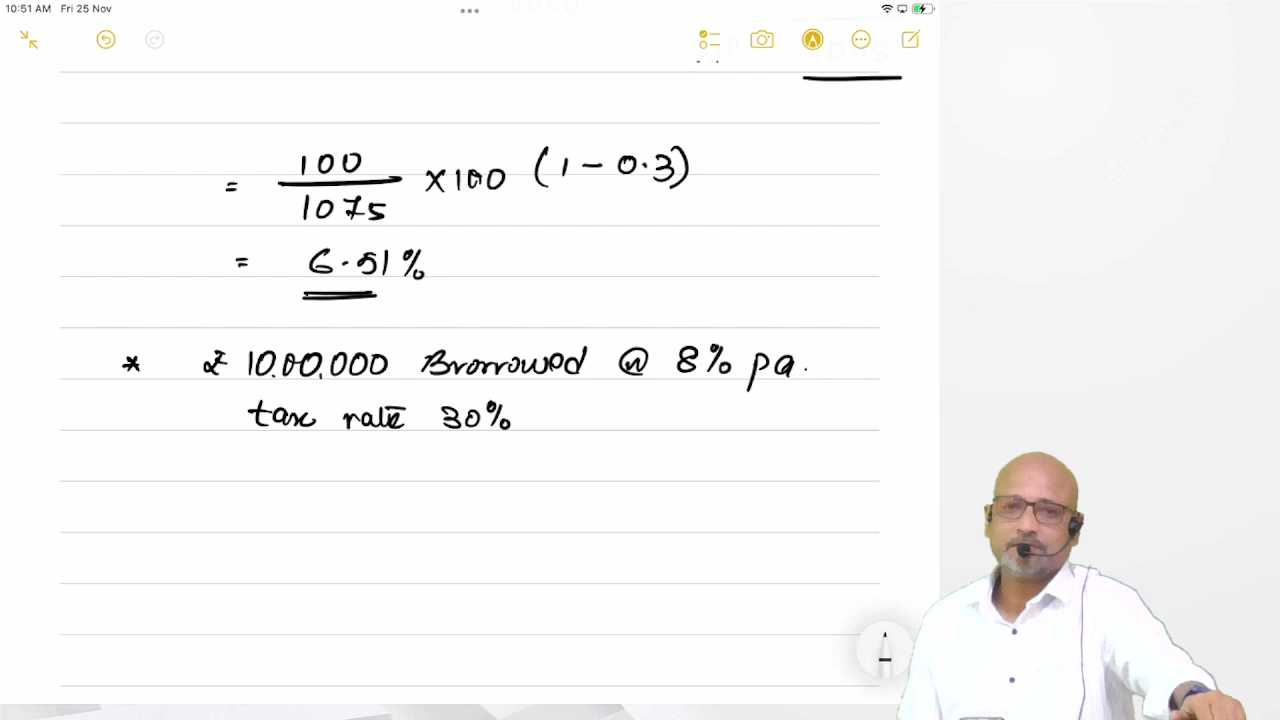 10:51 AM Fri 25 Nov
100
= ─── ×100 (1 - 0.3)
1075
= 6.51%
* ₹ 10,00,000 Brorrowed @ 8% pa.
tax rate 30%